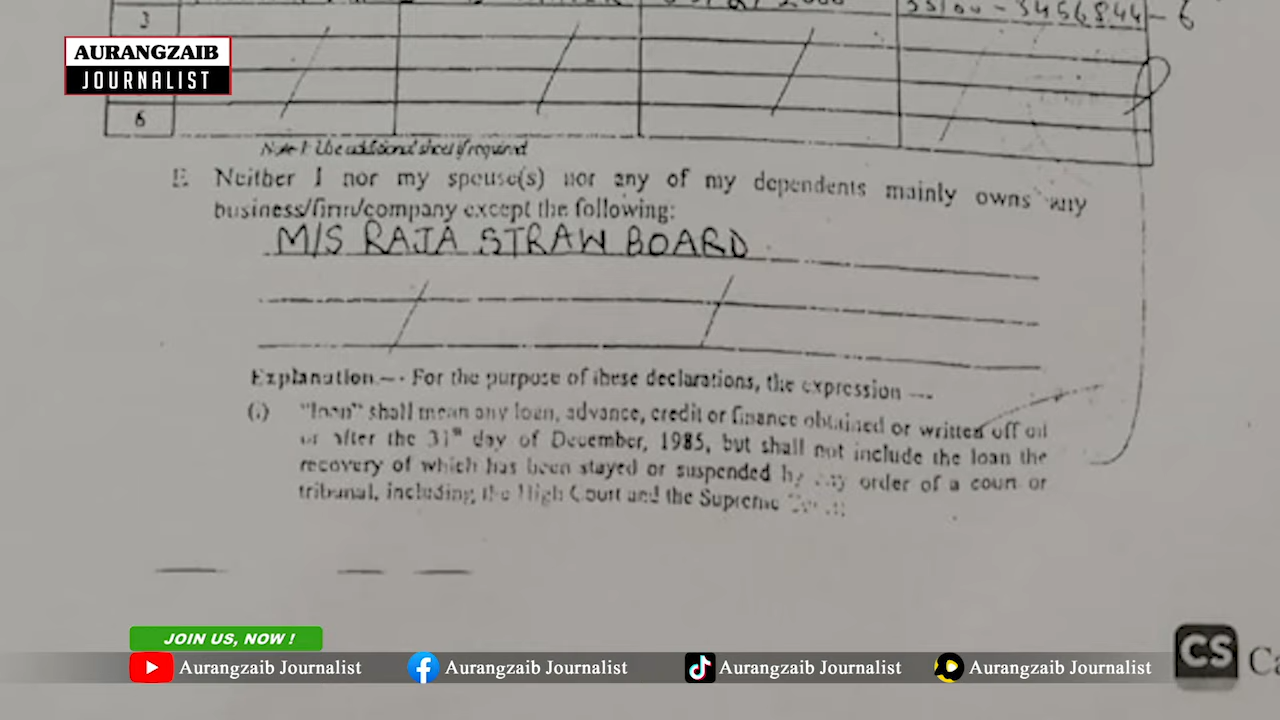 3
33100-3456844-6
AURANGZAIB
JOURNALIST
6
Note 1: Use additional sheet if required
E. Neither I nor my spouse(s) nor any of my dependents mainly owns any
business/firm/company except the following:
M/S RAJA STRAW BOARD
Explanation.-- For the purpose of these declarations, the expression ---
(i) "loan" shall mean any loan, advance, credit or finance obtained or written off on
or after the 31st day of December, 1985, but shall not include the loan the
recovery of which has been stayed or suspended by any order of a court or
tribunal, including the High Court and the Supreme
JOIN US, NOW !
Aurangzaib Journalist Aurangzaib Journalist Aurangzaib Journalist Aurangzaib Journalist
CS